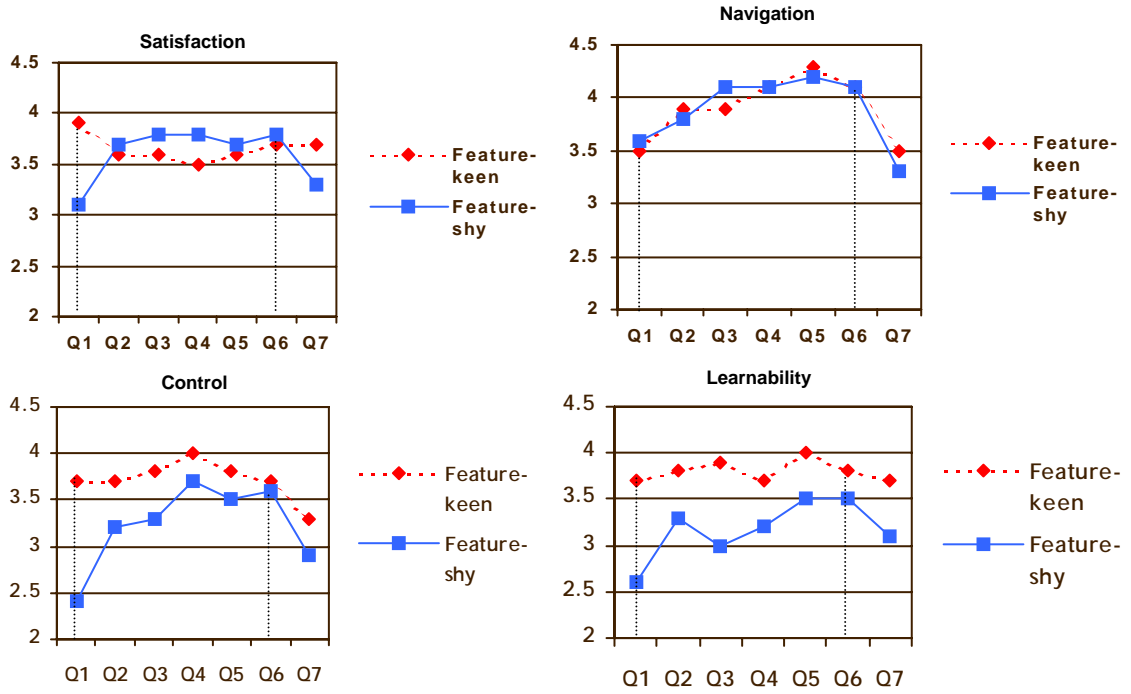 Satisfaction
4.5
4
3.5
3
2.5
2
Q1 Q2 Q3 Q4 Q5 Q6 Q7
Feature-
keen
Feature-
shy
Navigation
4.5
4
3.5
3
2.5
2
Q1 Q2 Q3 Q4 Q5 Q6 Q7
Feature-
keen
Feature-
shy
Control
4.5
4
3.5
3
2.5
2
Q1 Q2 Q3 Q4 Q5 Q6 Q7
Feature-
keen
Feature-
shy
Learnability
4.5
4
3.5
3
2.5
2
Q1 Q2 Q3 Q4 Q5 Q6 Q7
Feature-
keen
Feature-
shy